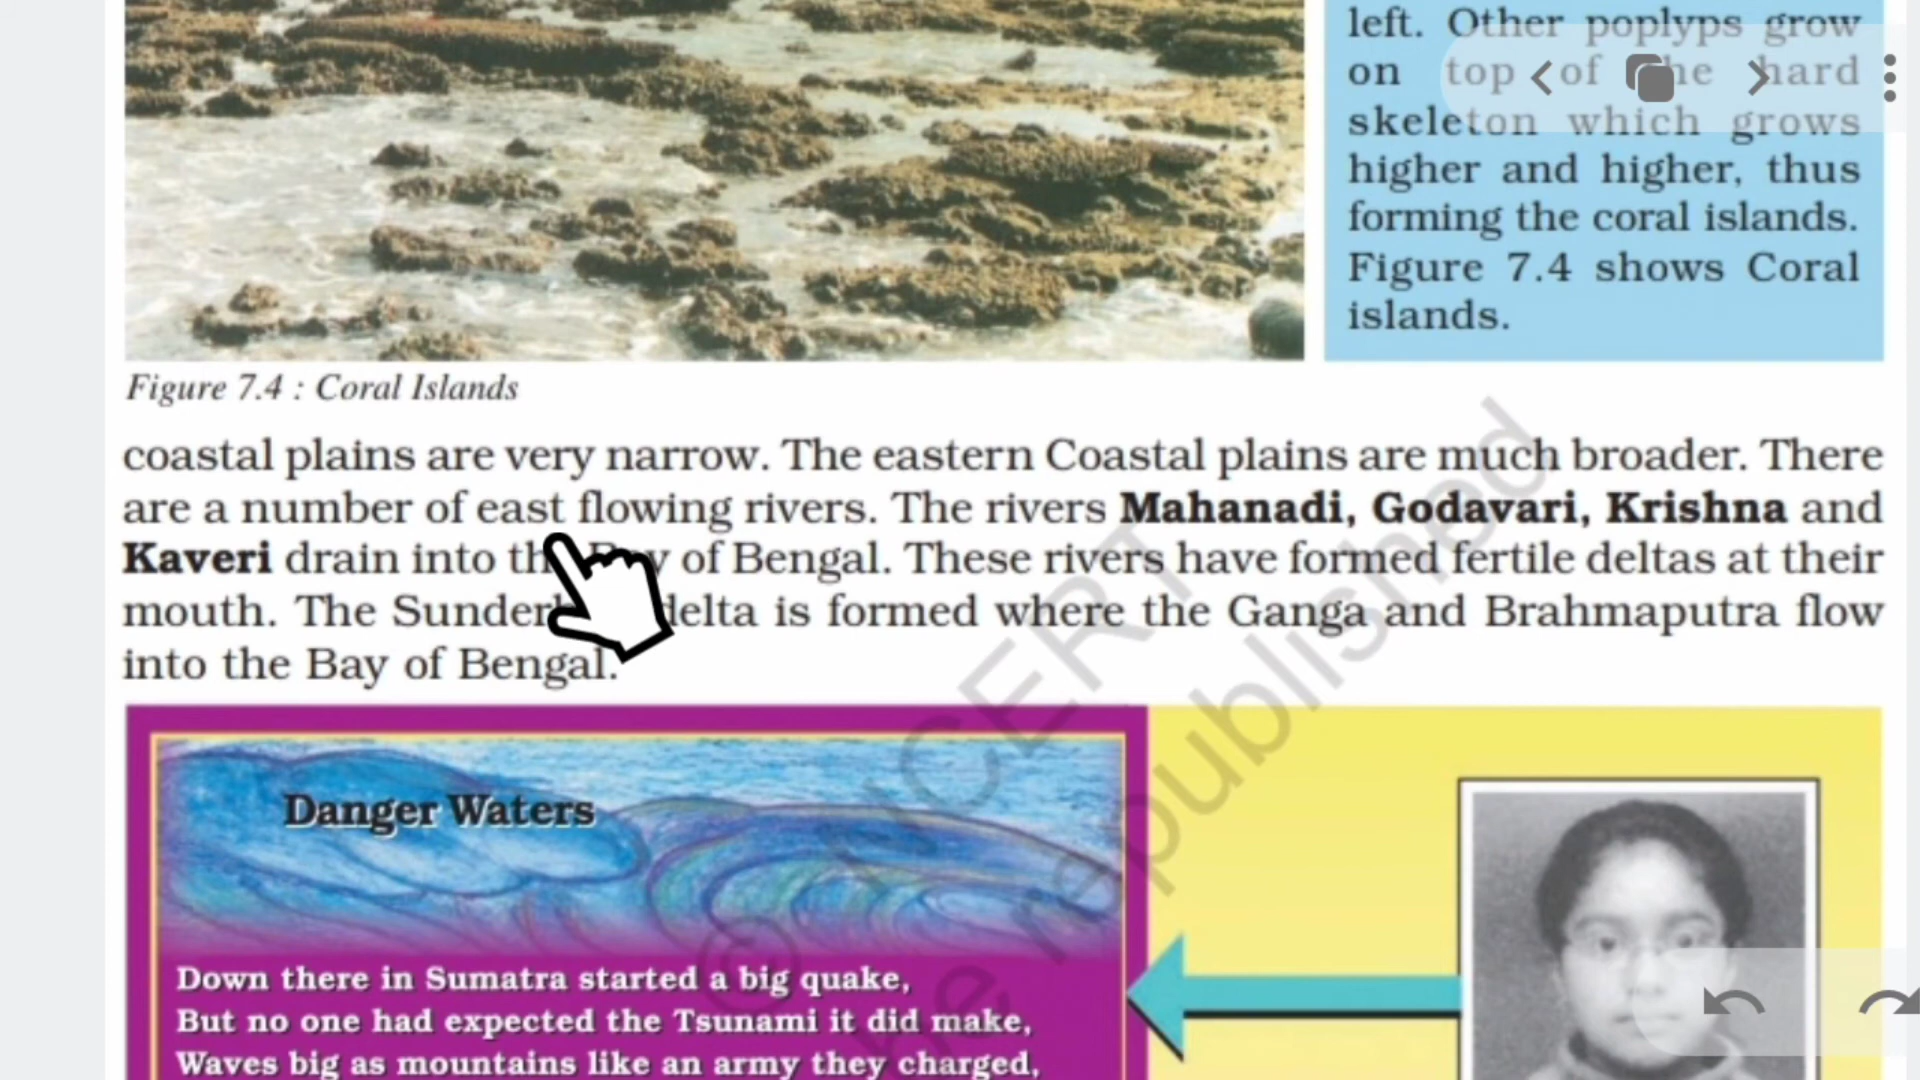 left. Other poplyps grow
on top of the hard
skeleton which grows
higher and higher, thus
forming the coral islands.
Figure 7.4 shows Coral
islands.
Figure 7.4 : Coral Islands
coastal plains are very narrow. The eastern Coastal plains are much broader. There
are a number of east flowing rivers. The rivers Mahanadi, Godavari, Krishna and
Kaveri drain into the Bay of Bengal. These rivers have formed fertile deltas at their
mouth. The delta is formed where the Ganga and Brahmaputra flow
into the Bay of Bengal.
Danger Waters
Down there in Sumatra started a big quake,
But no one had expected the Tsunami it did make,
Waves big as mountains like an army they charged,
© NCERT
be republished